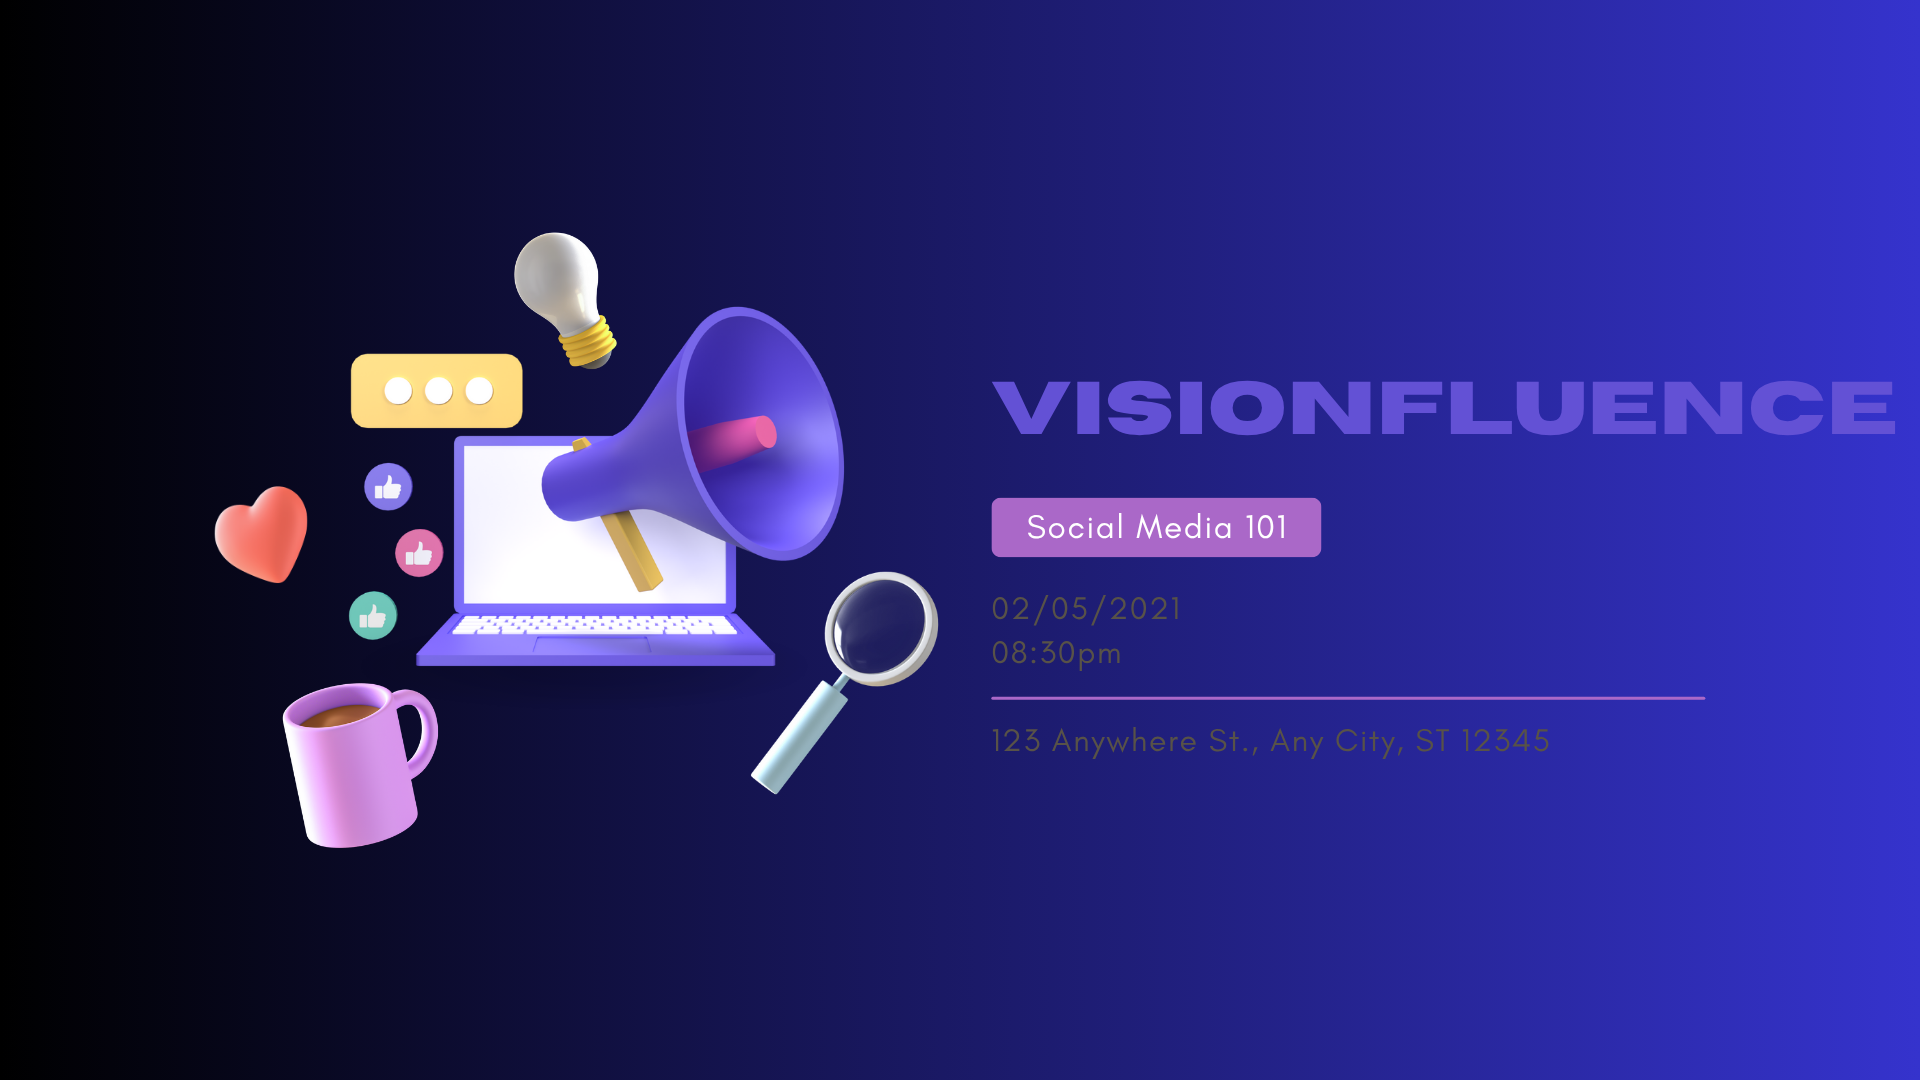 VISIONFLUENCE
Social Media 101
02/05/2021
08:30pm
123 Anywhere St., Any City, ST 12345